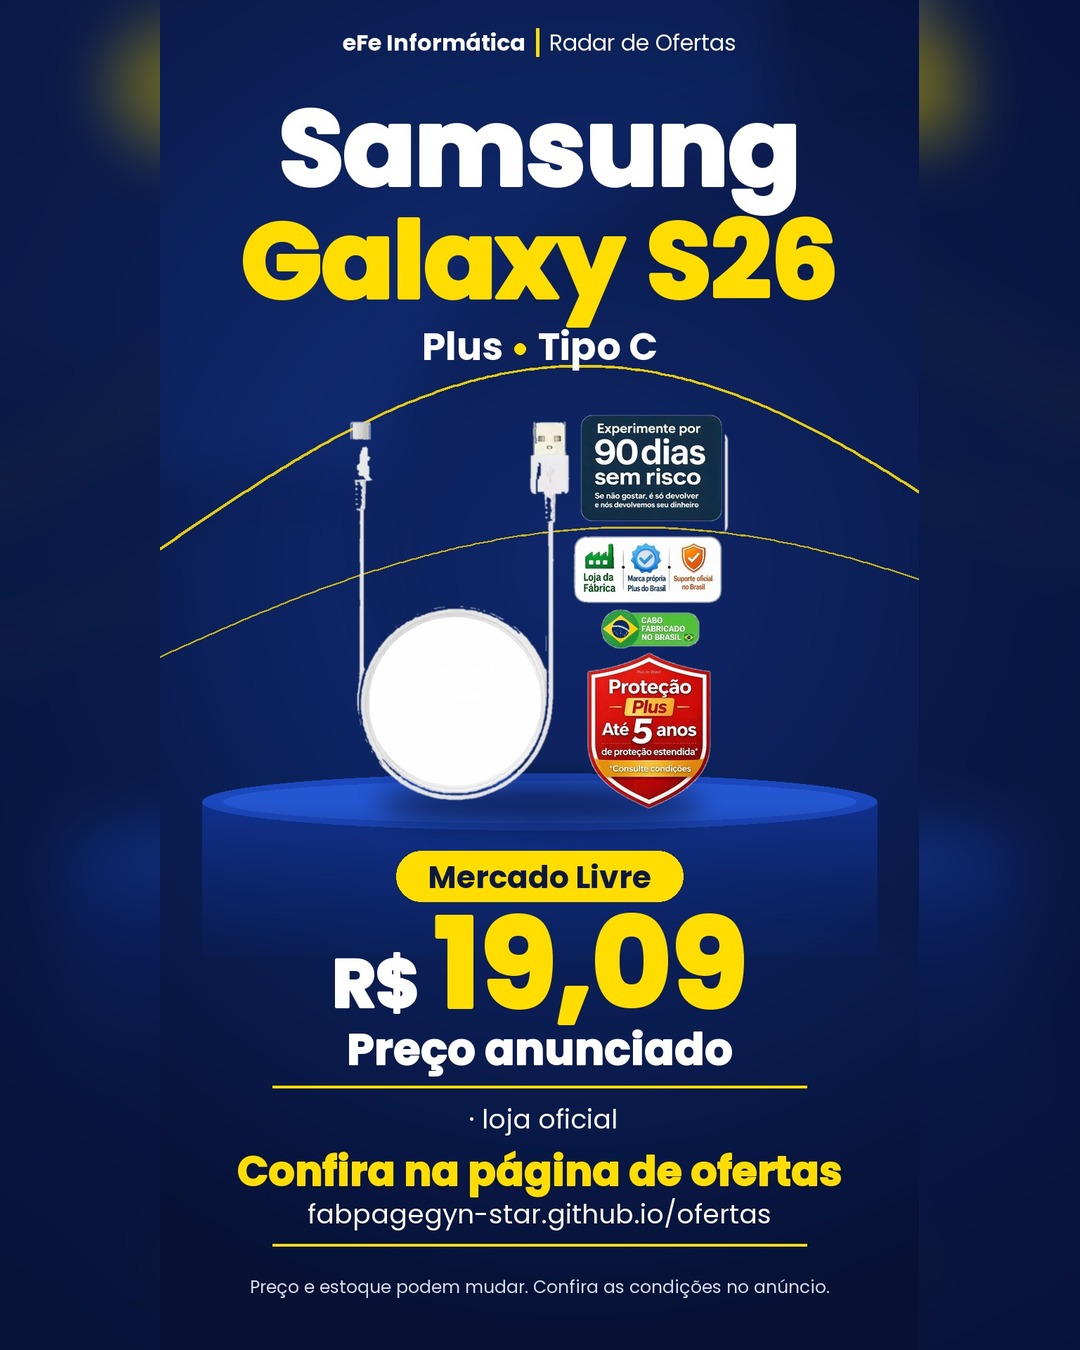 eFe Informática | Radar de Ofertas
Samsung
Galaxy S26
Plus • Tipo C
Experimente por
90 dias
sem risco
Se não gostar, é só devolver
e nós devolvemos seu dinheiro
Loja da
Fábrica
Marca própria
Plus do Brasil
Suporte oficial
no Brasil
CABO
FABRICADO
NO BRASIL
Proteção
Plus
Até 5 anos
de proteção estendida*
*Consulte condições
Mercado Livre
R$ 19,09
Preço anunciado
· loja oficial
Confira na página de ofertas
fabpagegyn-star.github.io/ofertas
Preço e estoque podem mudar. Confira as condições no anúncio.